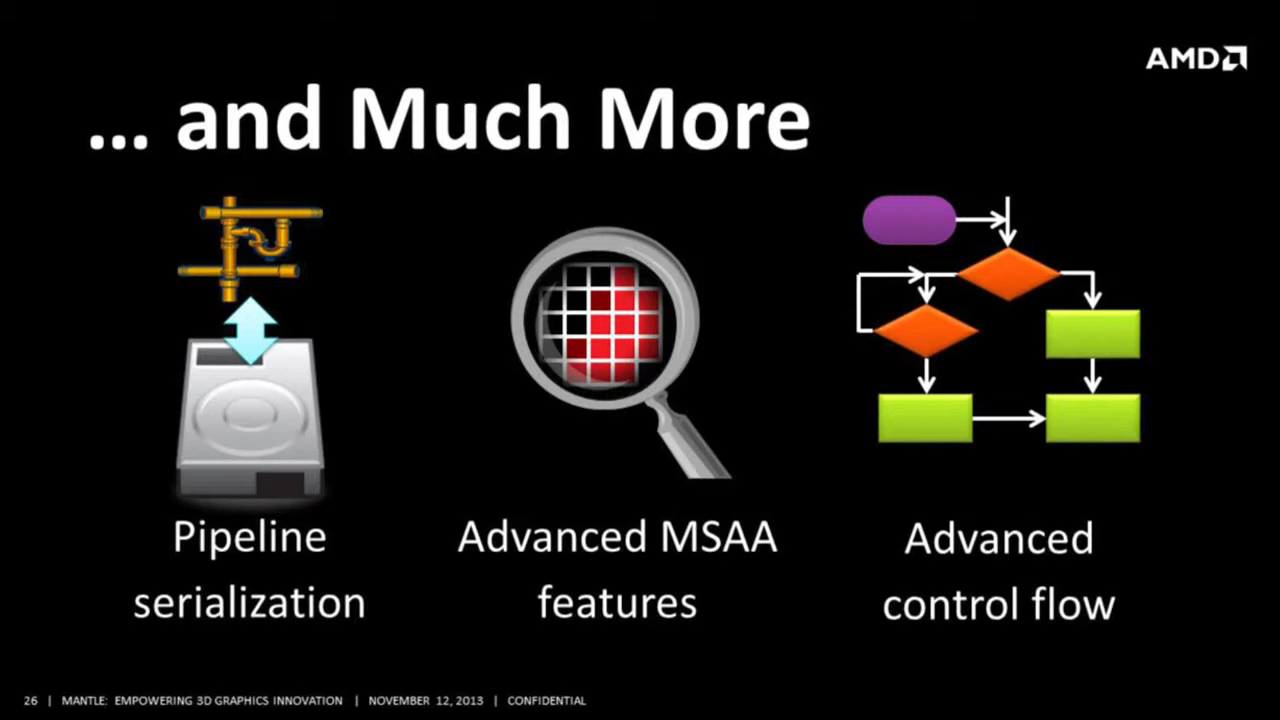 AMD
... and Much More
Pipeline
serialization
Advanced MSAA
features
Advanced
control flow
26 | MANTLE: EMPOWERING 3D GRAPHICS INNOVATION | NOVEMBER 12, 2013 | CONFIDENTIAL